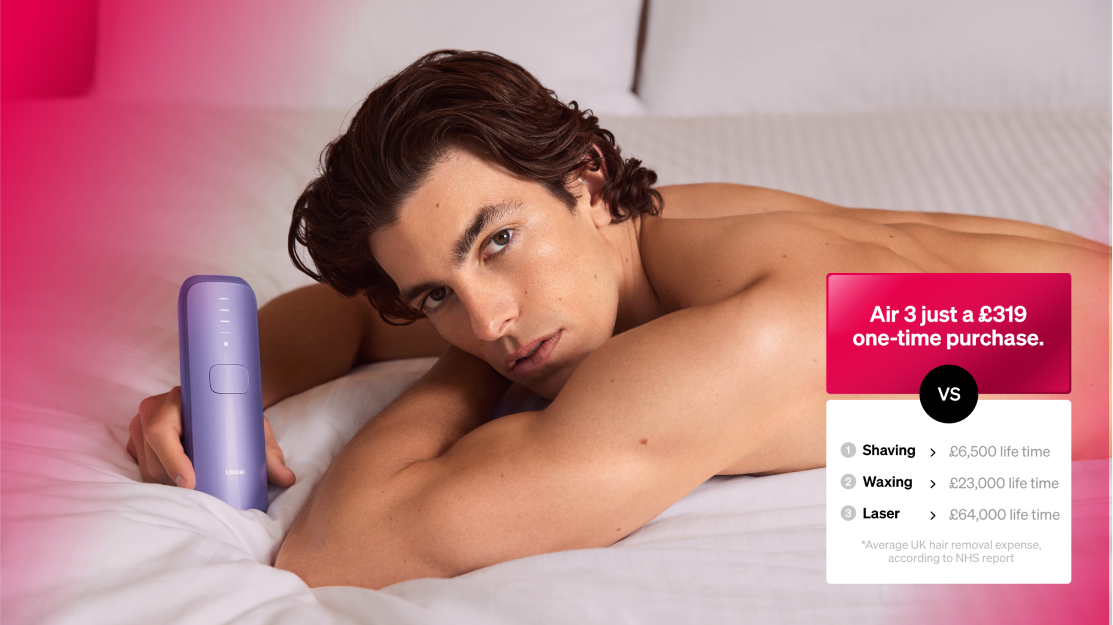 Ulike
Air 3 just a £319
one-time purchase.
VS
1 Shaving > £6,500 life time
2 Waxing > £23,000 life time
3 Laser > £64,000 life time
*Average UK hair removal expense,
according to NHS report